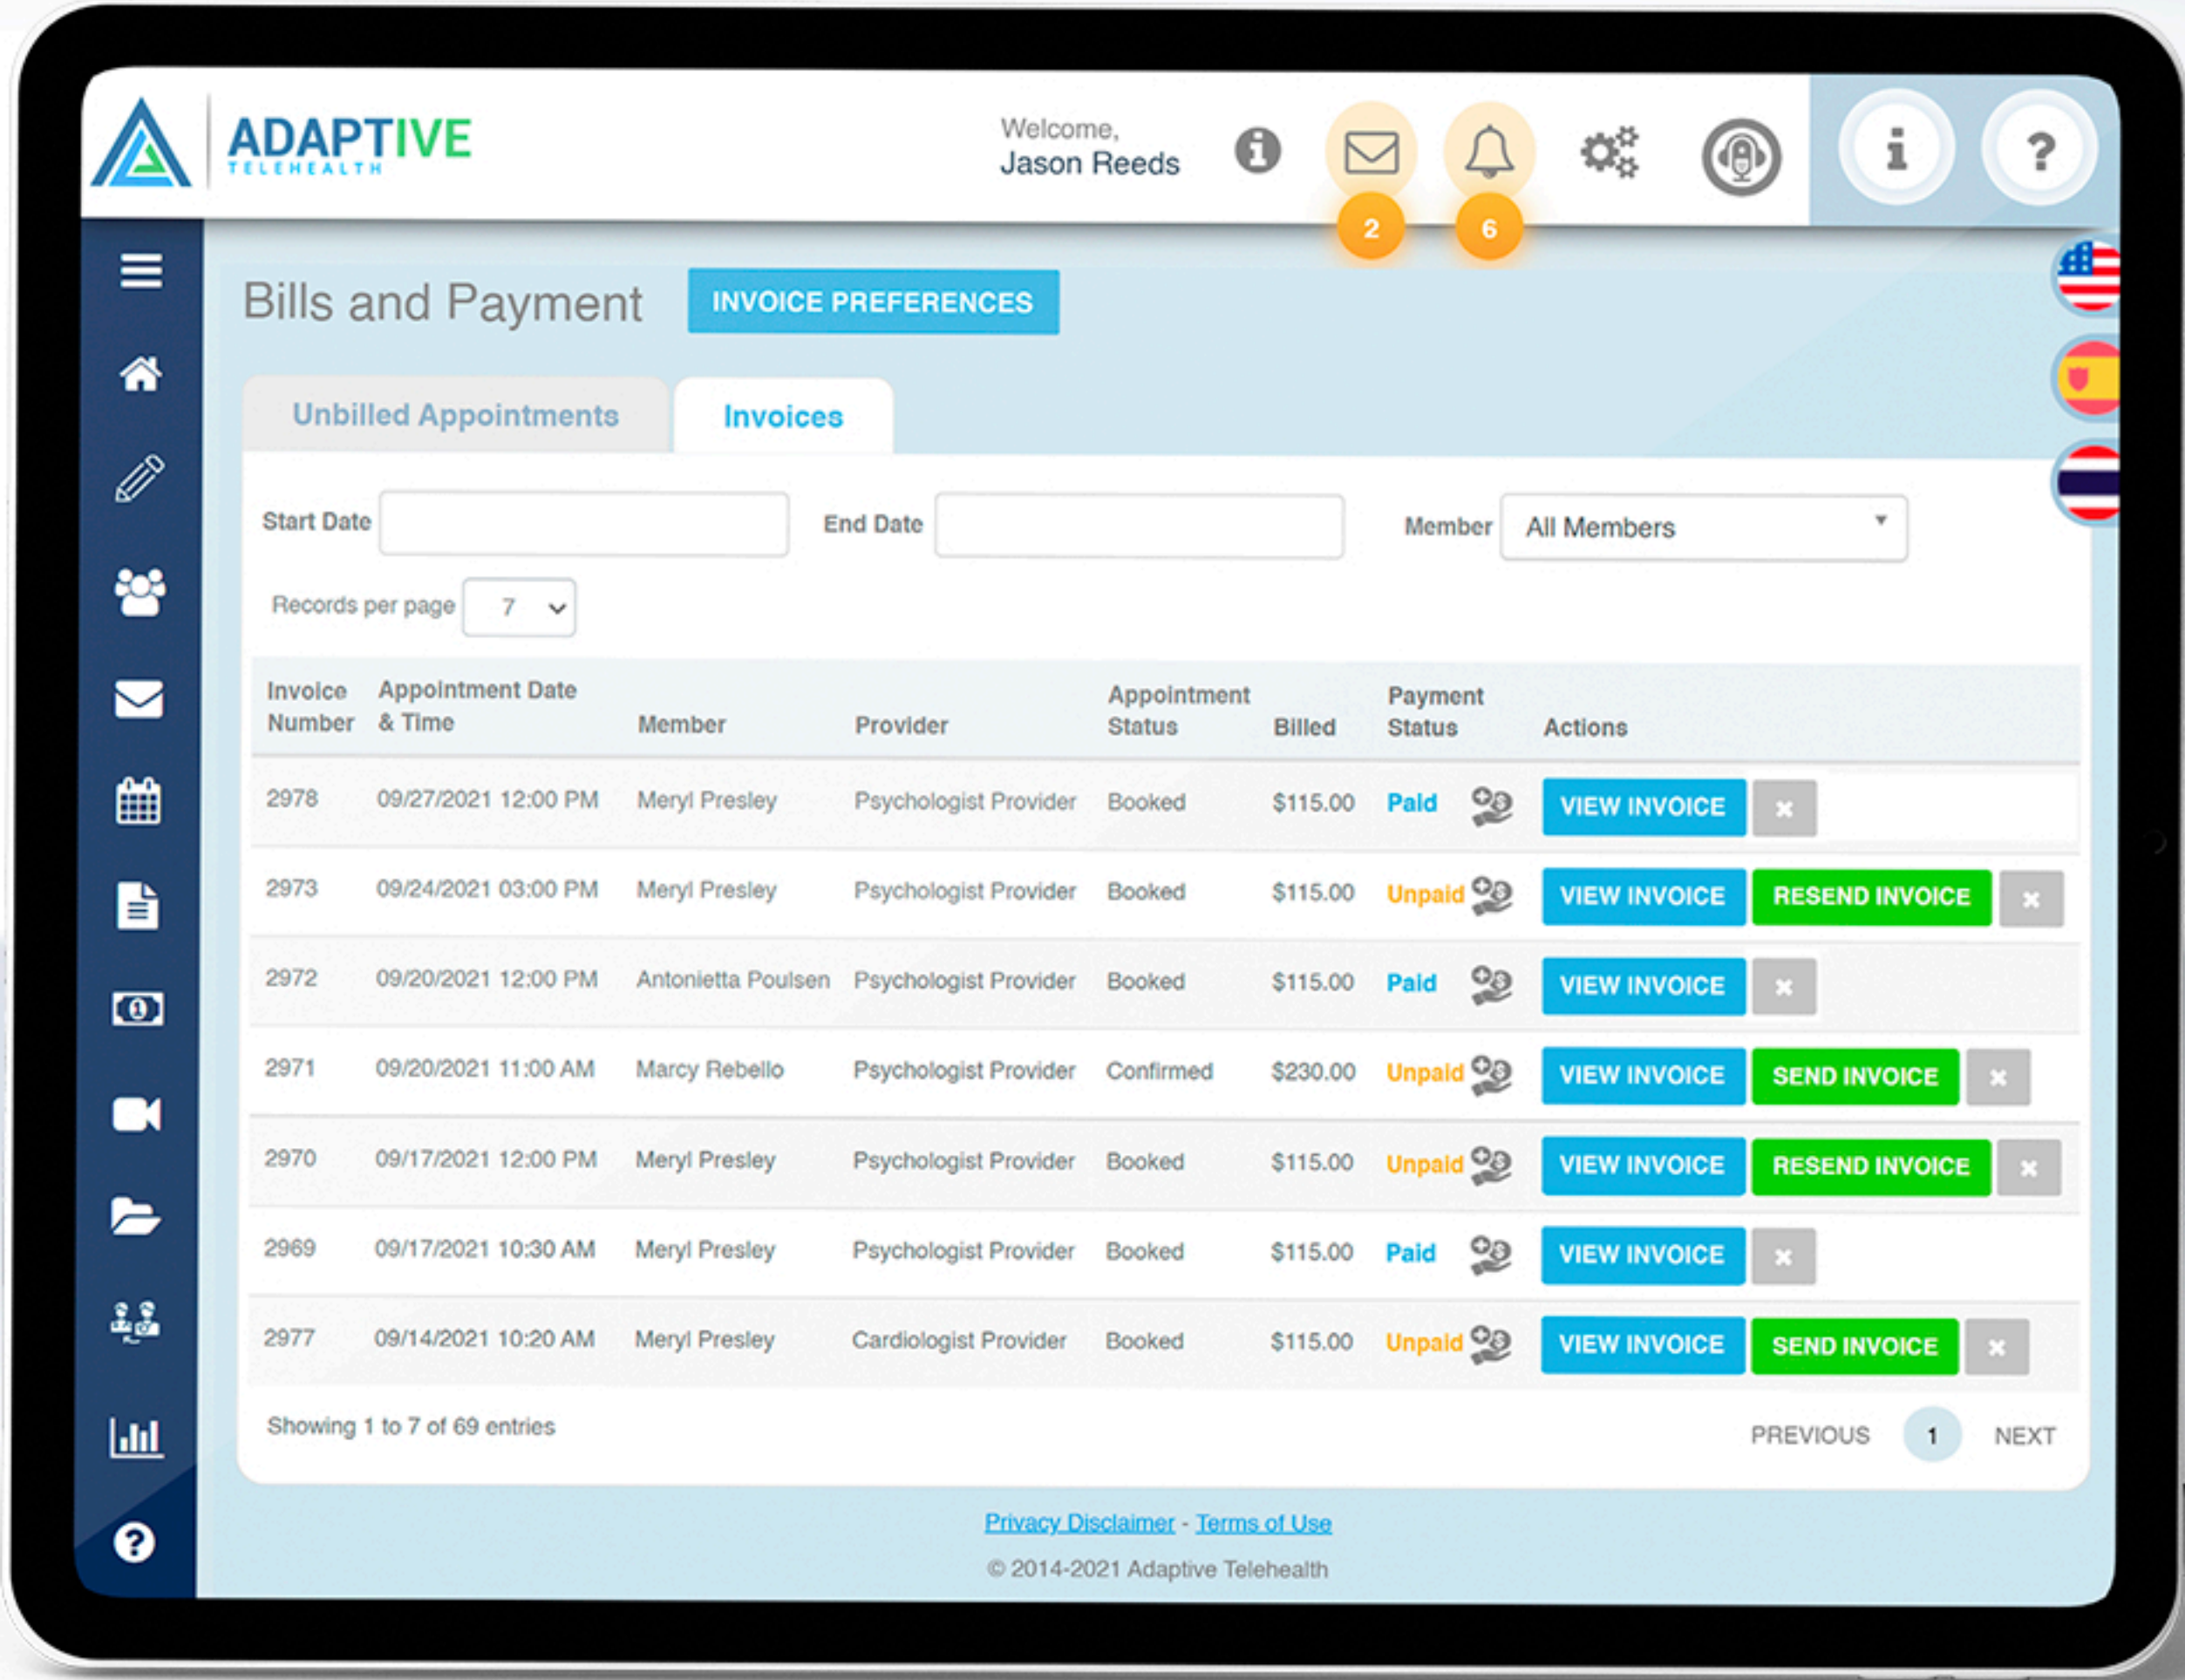 ADAPTIVE
TELEHEALTH
Welcome,
Jason Reeds
2
6
Bills and Payment
INVOICE PREFERENCES
Unbilled Appointments
Invoices
Start Date
End Date
Member All Members
Records per page 7
Invoice Number Appointment Date & Time Member Provider Appointment Status Billed Payment Status Actions
2978 09/27/2021 12:00 PM Meryl Presley Psychologist Provider Booked $115.00 Paid VIEW INVOICE
2973 09/24/2021 03:00 PM Meryl Presley Psychologist Provider Booked $115.00 Unpaid VIEW INVOICE RESEND INVOICE
2972 09/20/2021 12:00 PM Antonietta Poulsen Psychologist Provider Booked $115.00 Paid VIEW INVOICE
2971 09/20/2021 11:00 AM Marcy Rebello Psychologist Provider Confirmed $230.00 Unpaid VIEW INVOICE SEND INVOICE
2970 09/17/2021 12:00 PM Meryl Presley Psychologist Provider Booked $115.00 Unpaid VIEW INVOICE RESEND INVOICE
2969 09/17/2021 10:30 AM Meryl Presley Psychologist Provider Booked $115.00 Paid VIEW INVOICE
2977 09/14/2021 10:20 AM Meryl Presley Cardiologist Provider Booked $115.00 Unpaid VIEW INVOICE SEND INVOICE
Showing 1 to 7 of 69 entries
PREVIOUS 1 NEXT
Privacy Disclaimer - Terms of Use
© 2014-2021 Adaptive Telehealth